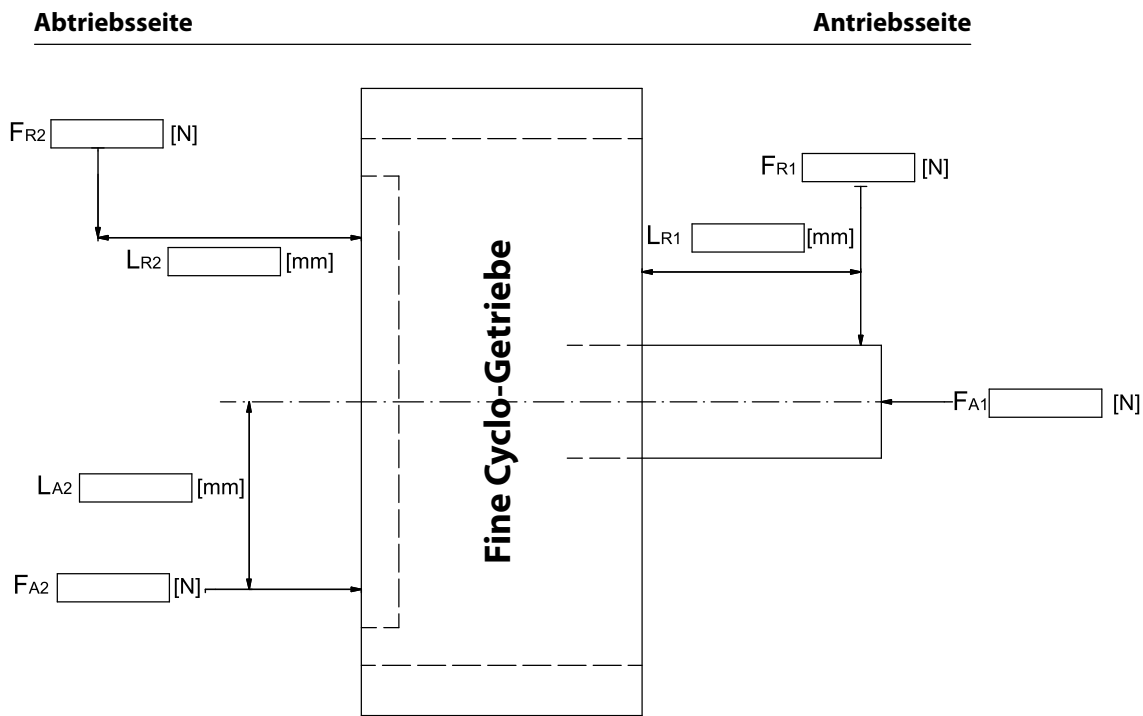 Abtriebsseite
Antriebsseite
FR2 [N]
FR1 [N]
LR1 [mm]
LR2 [mm]
Fine Cyclo-Getriebe
FA1 [N]
LA2 [mm]
FA2 [N]